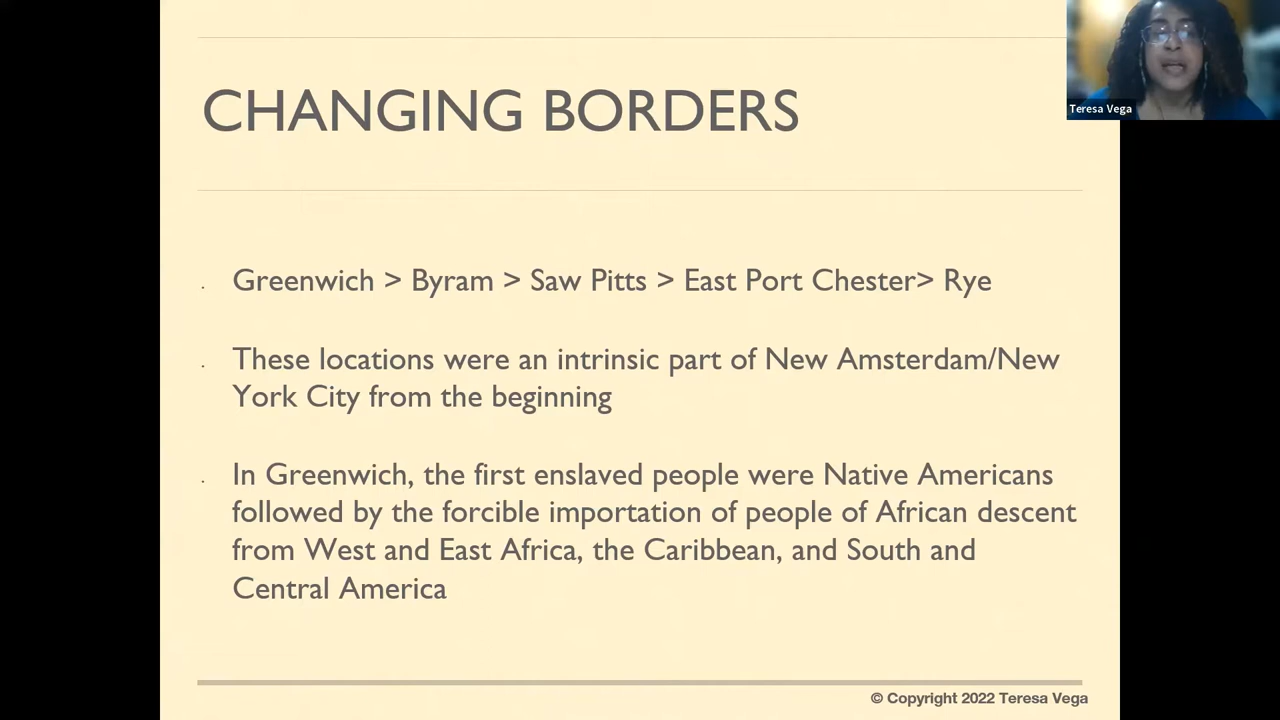 Teresa Vega
CHANGING BORDERS
· Greenwich > Byram > Saw Pitts > East Port Chester> Rye
· These locations were an intrinsic part of New Amsterdam/New
York City from the beginning
· In Greenwich, the first enslaved people were Native Americans
followed by the forcible importation of people of African descent
from West and East Africa, the Caribbean, and South and
Central America
© Copyright 2022 Teresa Vega